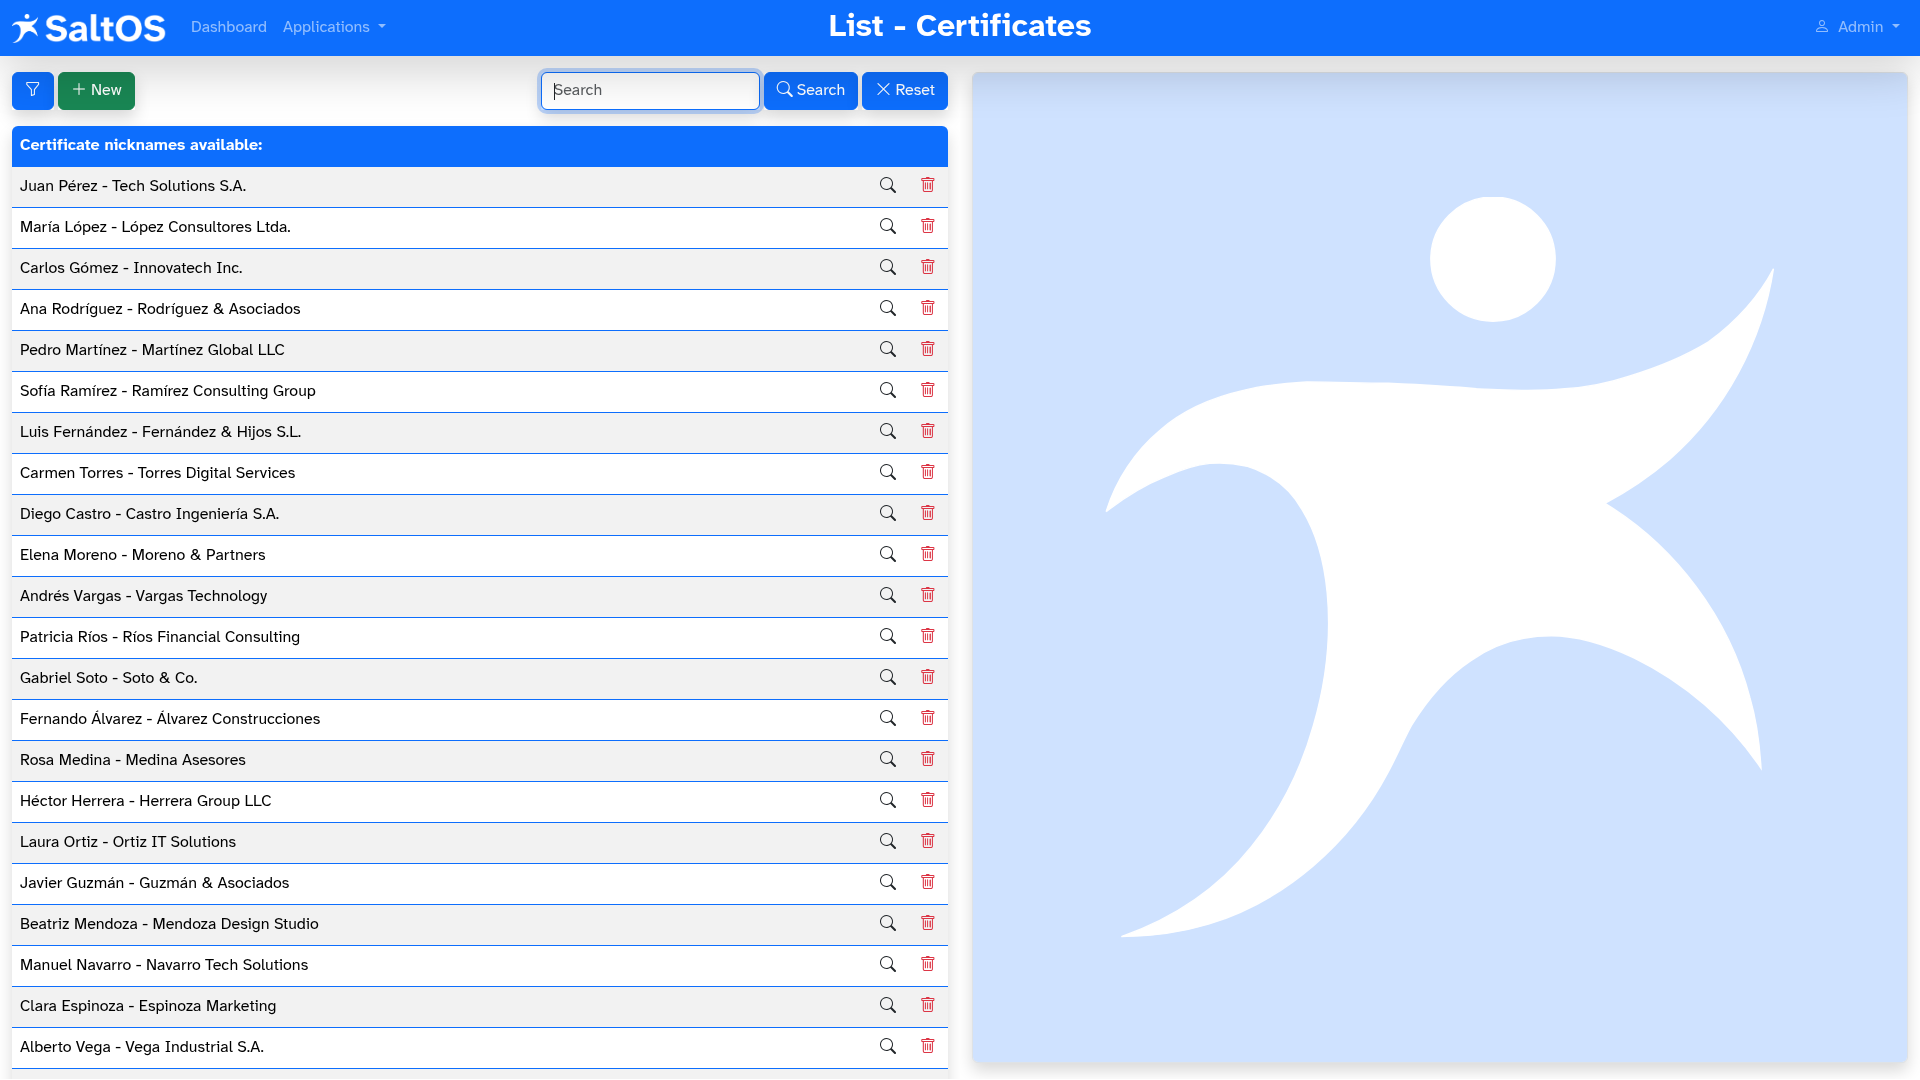 SaltOS Dashboard Applications List - Certificates Admin
New Search Search Reset
Certificate nicknames available:
Juan Pérez - Tech Solutions S.A.
María López - López Consultores Ltda.
Carlos Gómez - Innovatech Inc.
Ana Rodríguez - Rodríguez & Asociados
Pedro Martínez - Martínez Global LLC
Sofía Ramírez - Ramírez Consulting Group
Luis Fernández - Fernández & Hijos S.L.
Carmen Torres - Torres Digital Services
Diego Castro - Castro Ingeniería S.A.
Elena Moreno - Moreno & Partners
Andrés Vargas - Vargas Technology
Patricia Ríos - Ríos Financial Consulting
Gabriel Soto - Soto & Co.
Fernando Álvarez - Álvarez Construcciones
Rosa Medina - Medina Asesores
Héctor Herrera - Herrera Group LLC
Laura Ortiz - Ortiz IT Solutions
Javier Guzmán - Guzmán & Asociados
Beatriz Mendoza - Mendoza Design Studio
Manuel Navarro - Navarro Tech Solutions
Clara Espinoza - Espinoza Marketing
Alberto Vega - Vega Industrial S.A.